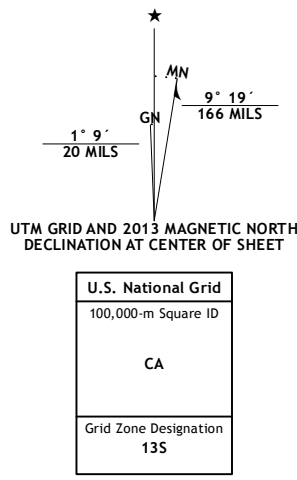 MN
GN
9° 19´
166 MILS
1° 9´
20 MILS
UTM GRID AND 2013 MAGNETIC NORTH
DECLINATION AT CENTER OF SHEET
U.S. National Grid
100,000-m Square ID
CA
Grid Zone Designation
13S